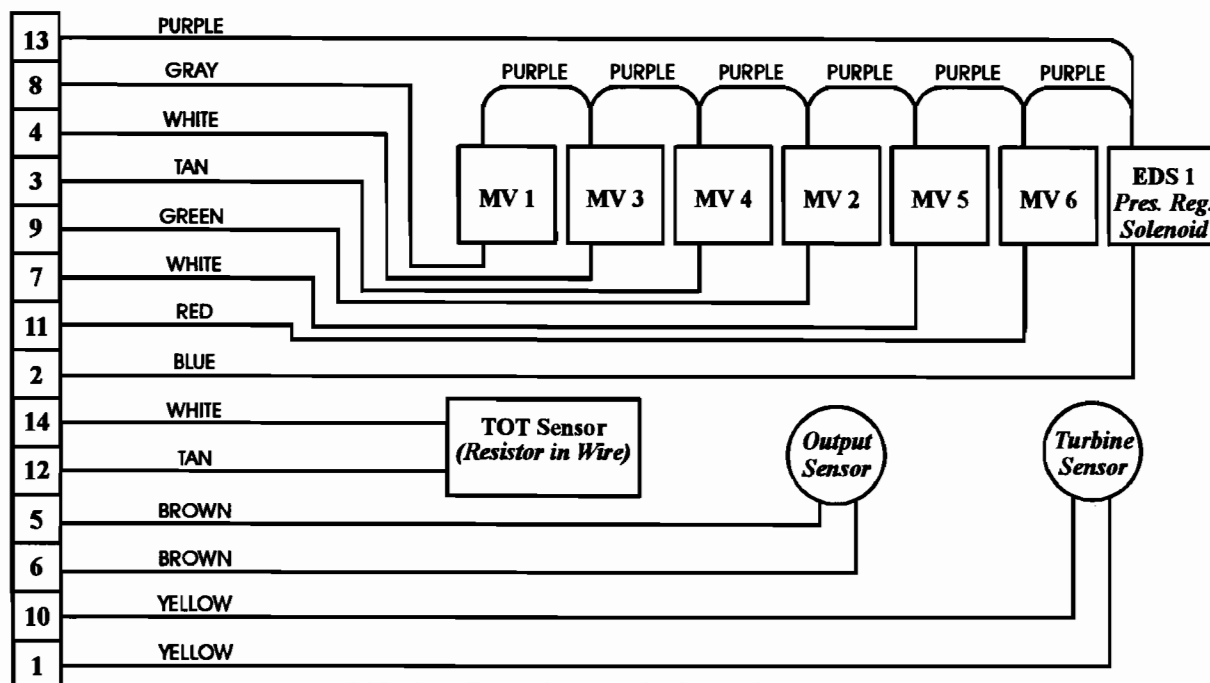 13 PURPLE
8 GRAY
PURPLE PURPLE PURPLE PURPLE PURPLE PURPLE
4 WHITE
3 TAN
MV 1 MV 3 MV 4 MV 2 MV 5 MV 6
EDS 1
Pres. Reg.
Solenoid
9 GREEN
7 WHITE
11 RED
2 BLUE
14 WHITE
TOT Sensor
(Resistor in Wire)
Output
Sensor
Turbine
Sensor
12 TAN
5 BROWN
6 BROWN
10 YELLOW
1 YELLOW